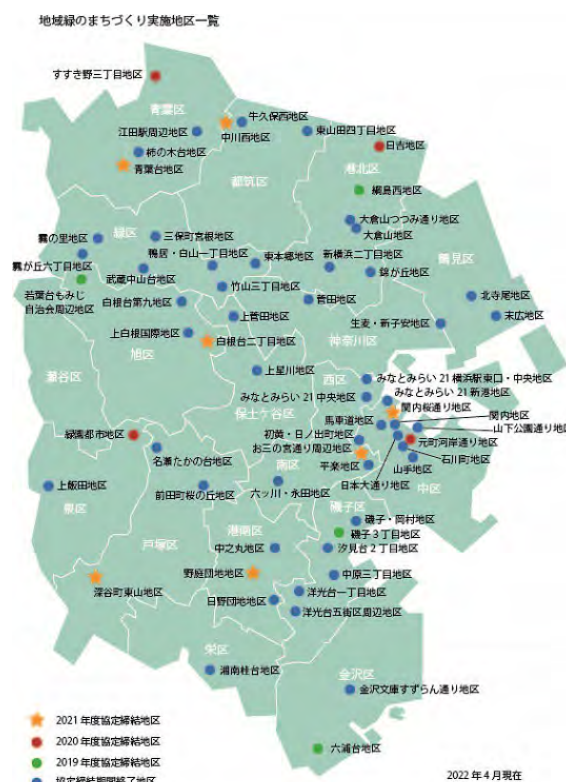 地域緑のまちづくり実施地区一覧
すすき野三丁目地区
青葉区
牛久保西地区
江田駅周辺地区
中川西地区
東山田四丁目地区
日吉地区
柿の木台地区
青葉台地区
港北区
都筑区
綱島西地区
大倉山つつみ通り地区
大倉山地区
緑区
三保町宮根地区
霧の里地区
鴨居・白山一丁目地区
東本郷地区
新横浜二丁目地区
鶴見区
霧が丘六丁目地区
武蔵中山台地区
錦が丘地区
若葉台もみじ
自治会周辺地区
竹山三丁目地区
白根台第九地区
菅田地区
北寺尾地区
末広地区
上菅田地区
生麦・新子安地区
上白根国際地区
旭区
白根台二丁目地区
神奈川区
瀬谷区
上星川地区
西区
みなとみらい 21 横浜駅東口・中央地区
みなとみらい 21 新港地区
みなとみらい 21 中央地区
関内桜通り地区
保土ケ谷区
馬車道地区
関内地区
山下公園通り地区
緑園都市地区
初黄・日ノ出町地区
元町河岸通り地区
お三の宮通り周辺地区
石川町地区
名瀬たかの台地区
南区
平楽地区
山手地区
中区
上飯田地区
泉区
前田町桜の丘地区
六ッ川・永田地区
日本大通り地区
磯子区
戸塚区
港南区
磯子・岡村地区
磯子３丁目地区
中之丸地区
汐見台２丁目地区
野庭団地地区
中原三丁目地区
深谷町東山地区
日野団地地区
洋光台一丁目地区
洋光台五街区周辺地区
栄区
湘南桂台地区
金沢区
金沢文庫すずらん通り地区
2021 年度協定締結地区
2020 年度協定締結地区
2019 年度協定締結地区
六浦台地区
協定締結期間終了地区
2022 年 4 月現在